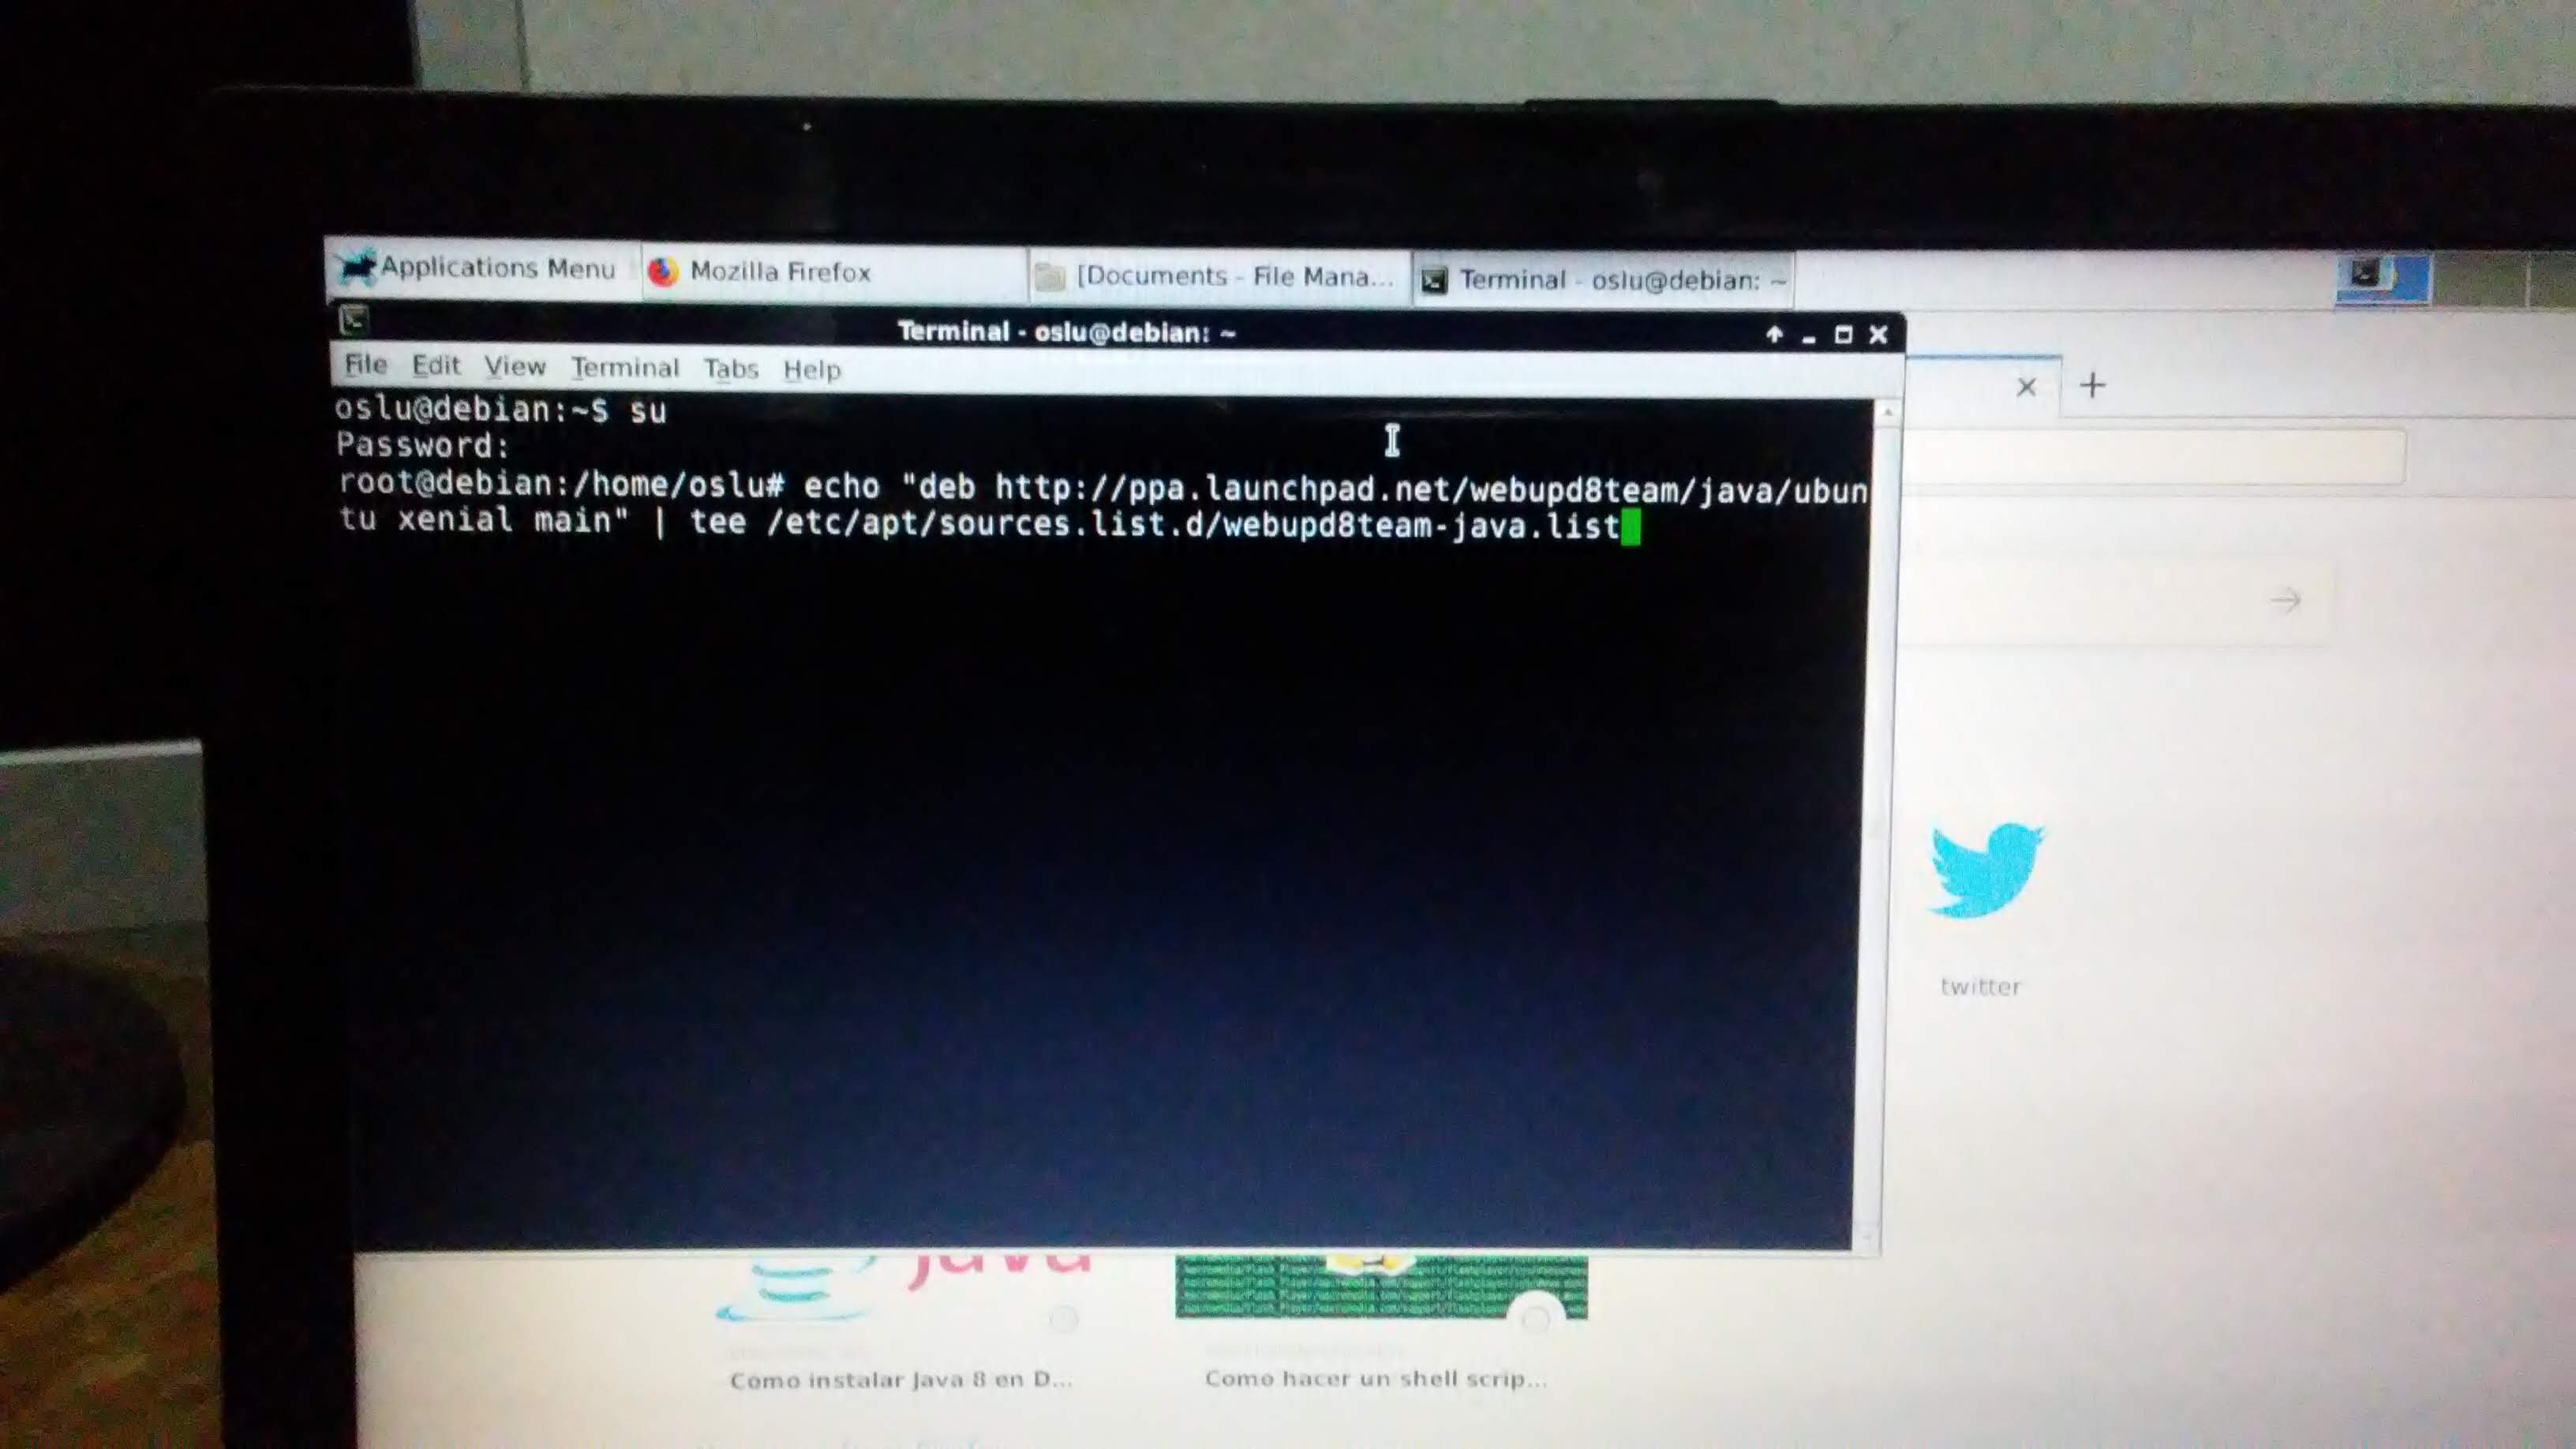 Applications Menu
Mozilla Firefox
[Documents - File Mana...
Terminal - oslu@debian: ~
Terminal - oslu@debian: ~
File Edit View Terminal Tabs Help
oslu@debian:~$ su
Password:
root@debian:/home/oslu# echo "deb http://ppa.launchpad.net/webupd8team/java/ubun
tu xenial main" | tee /etc/apt/sources.list.d/webupd8team-java.list
twitter
java
Como instalar Java 8 en D...
Como hacer un shell scrip...